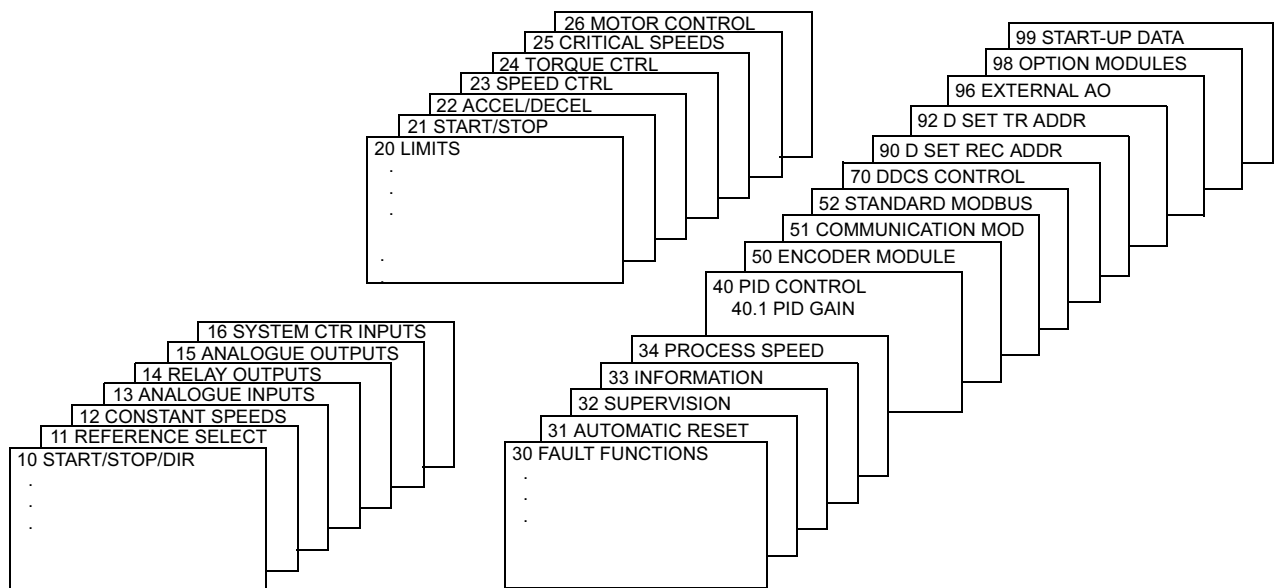 26 MOTOR CONTROL
25 CRITICAL SPEEDS
24 TORQUE CTRL
23 SPEED CTRL
22 ACCEL/DECEL
21 START/STOP
20 LIMITS
.
.
.
.
.
16 SYSTEM CTR INPUTS
15 ANALOGUE OUTPUTS
14 RELAY OUTPUTS
13 ANALOGUE INPUTS
12 CONSTANT SPEEDS
11 REFERENCE SELECT
10 START/STOP/DIR
.
.
.
99 START-UP DATA
98 OPTION MODULES
96 EXTERNAL AO
92 D SET TR ADDR
90 D SET REC ADDR
70 DDCS CONTROL
52 STANDARD MODBUS
51 COMMUNICATION MOD
50 ENCODER MODULE
40 PID CONTROL
40.1 PID GAIN
34 PROCESS SPEED
33 INFORMATION
32 SUPERVISION
31 AUTOMATIC RESET
30 FAULT FUNCTIONS
.
.
.